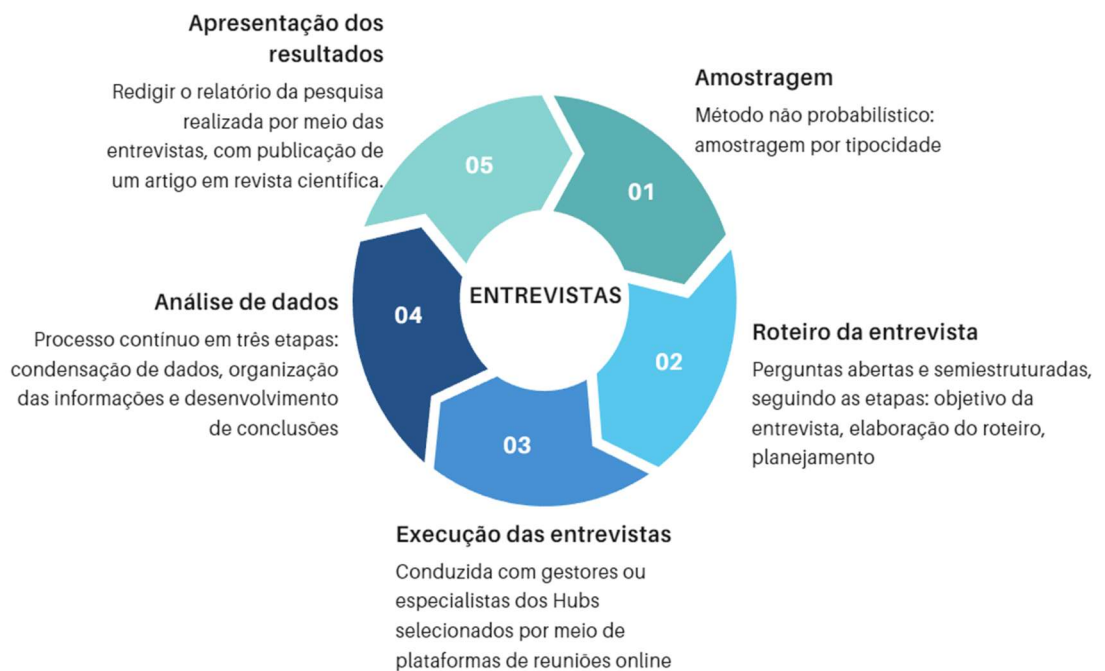 ENTREVISTAS
01
Amostragem
Método não probabilístico:
amostragem por tipocidade
02
Roteiro da entrevista
Perguntas abertas e semiestruturadas,
seguindo as etapas: objetivo da
entrevista, elaboração do roteiro,
planejamento
03
Execução das entrevistas
Conduzida com gestores ou
especialistas dos Hubs
selecionados por meio de
plataformas de reuniões online
04
Análise de dados
Processo contínuo em três etapas:
condensação de dados, organização
das informações e desenvolvimento
de conclusões
05
Apresentação dos
resultados
Redigir o relatório da pesquisa
realizada por meio das
entrevistas, com publicação de
um artigo em revista científica.